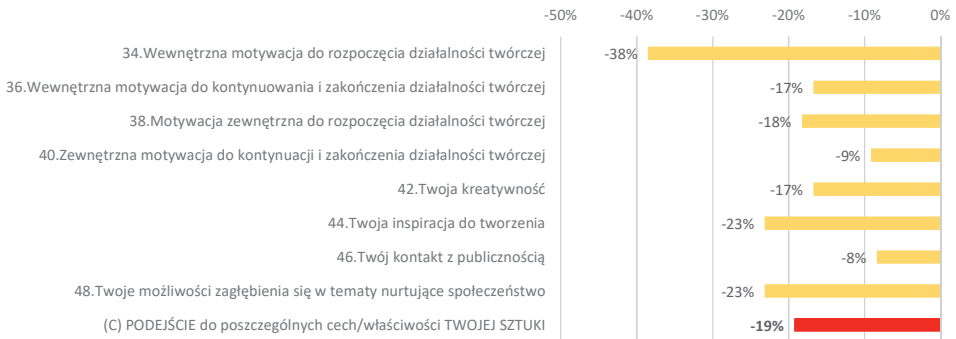 -50% -40% -30% -20% -10% 0%
34.Wewnętrzna motywacja do rozpoczęcia działalności twórczej -38%
36.Wewnętrzna motywacja do kontynuowania i zakończenia działalności twórczej -17%
38.Motywacja zewnętrzna do rozpoczęcia działalności twórczej -18%
40.Zewnętrzna motywacja do kontynuacji i zakończenia działalności twórczej -9%
42.Twoja kreatywność -17%
44.Twoja inspiracja do tworzenia -23%
46.Twój kontakt z publicznością -8%
48.Twoje możliwości zagłębienia się w tematy nurtujące społeczeństwo -23%
(C) PODEJŚCIE do poszczególnych cech/właściwości TWOJEJ SZTUKI -19%